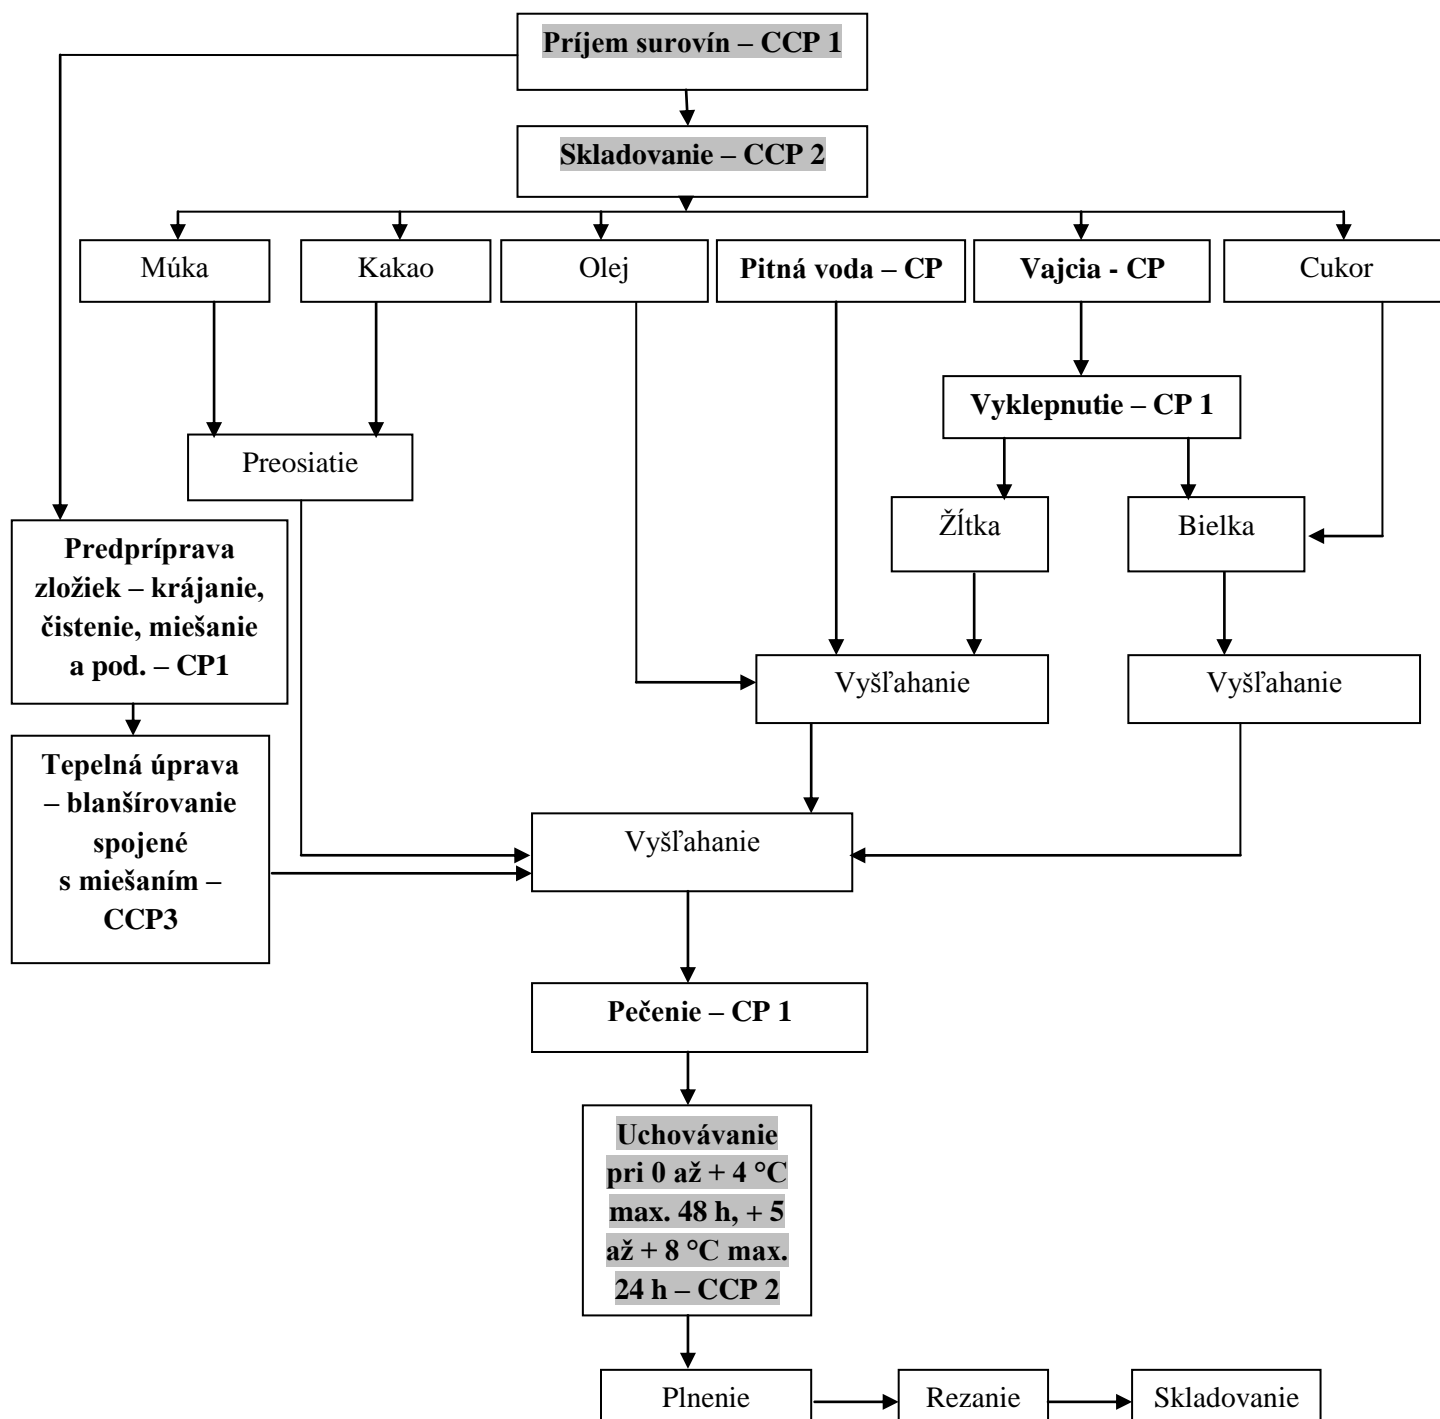 Príjem surovín – CCP 1
Skladovanie – CCP 2
Múka
Kakao
Olej
Pitná voda – CP
Vajcia - CP
Cukor
Vyklepnutie – CP 1
Preosiatie
Žĺtka
Bielka
Predpríprava
zložiek – krájanie,
čistenie, miešanie
a pod. – CP1
Vyšľahanie
Vyšľahanie
Tepelná úprava
– blanšírovanie
spojené
s miešaním –
CCP3
Vyšľahanie
Pečenie – CP 1
Uchovávanie
pri 0 až + 4 °C
max. 48 h, + 5
až + 8 °C max.
24 h – CCP 2
Plnenie
Rezanie
Skladovanie